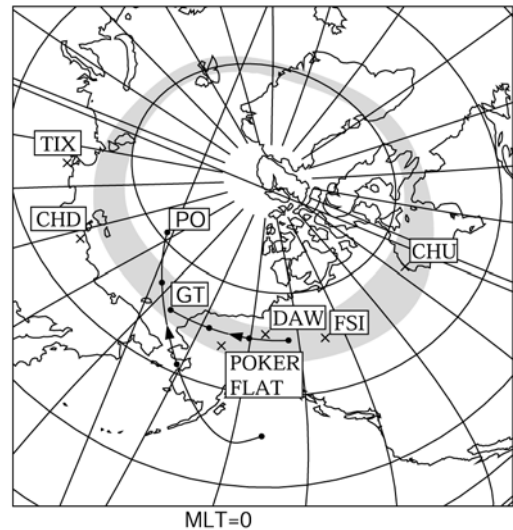 TIX
CHD
PO
CHU
GT
DAW
FSI
POKER
FLAT
MLT=0